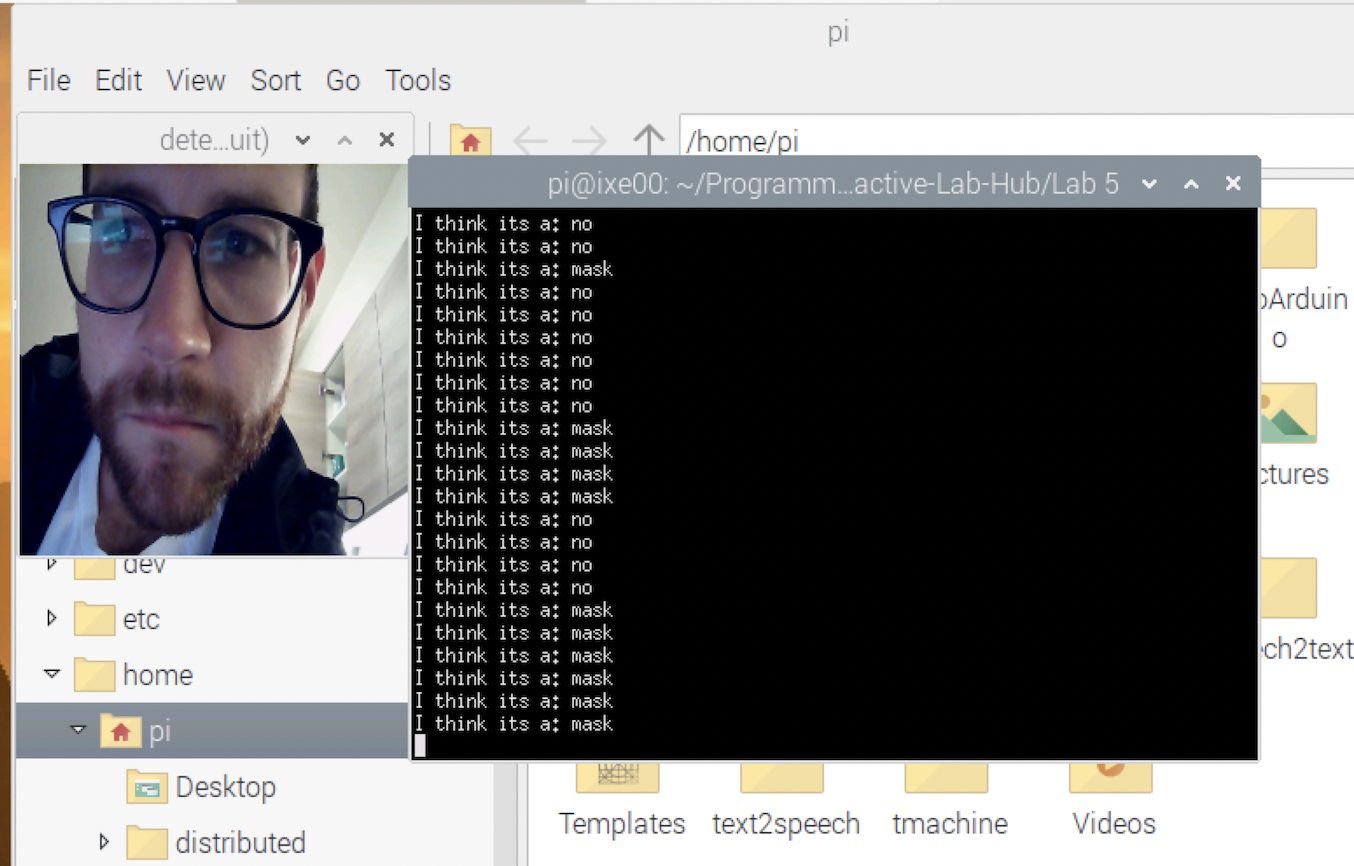 pi
File Edit View Sort Go Tools
dete...uit)
/home/pi
pi@ixe00: ~/Programm...active-Lab-Hub/Lab 5
I think its a: no
I think its a: no
I think its a: mask
I think its a: no
I think its a: no
I think its a: no
I think its a: no
I think its a: no
I think its a: no
I think its a: mask
I think its a: mask
I think its a: mask
I think its a: mask
I think its a: no
I think its a: no
I think its a: no
I think its a: no
I think its a: mask
I think its a: mask
I think its a: mask
I think its a: mask
I think its a: mask
I think its a: mask
oArduin
o
ctures
ech2text
dev
etc
home
pi
Desktop
distributed
Templates text2speech tmachine Videos